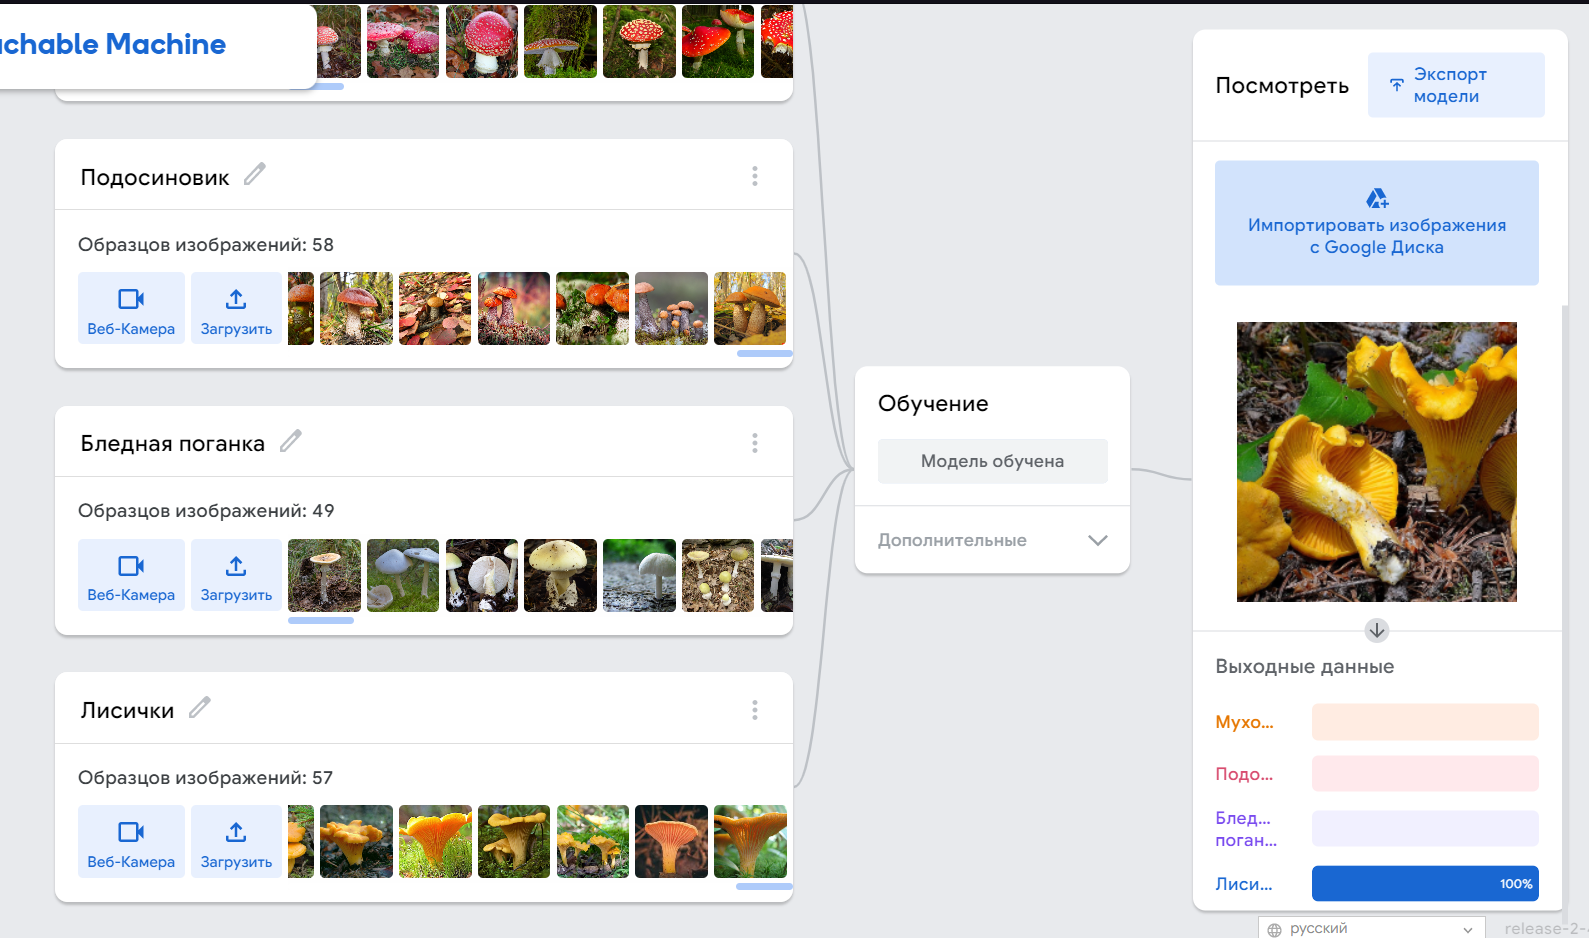 achable Machine
Подосиновик
Образцов изображений: 58
Веб-Камера
Загрузить
Бледная поганка
Образцов изображений: 49
Веб-Камера
Загрузить
Лисички
Образцов изображений: 57
Веб-Камера
Загрузить
Обучение
Модель обучена
Дополнительные
Посмотреть
Экспорт
модели
Импортировать изображения
с Google Диска
Выходные данные
Мухо...
Подо...
Блед...
поган...
Лиси...
100%
русский
release-2-